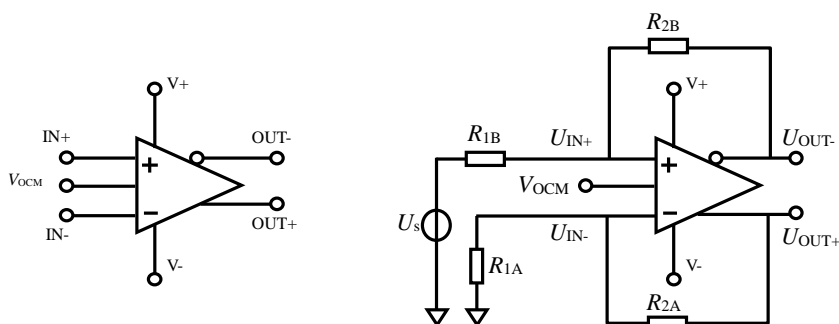 V+
IN+
OUT-
+
VOCM
−
IN-
OUT+
V-
R2B
V+
R1B
UIN+
UOUT-
+
VOCM
Us
−
UIN-
UOUT+
R1A
V-
R2A